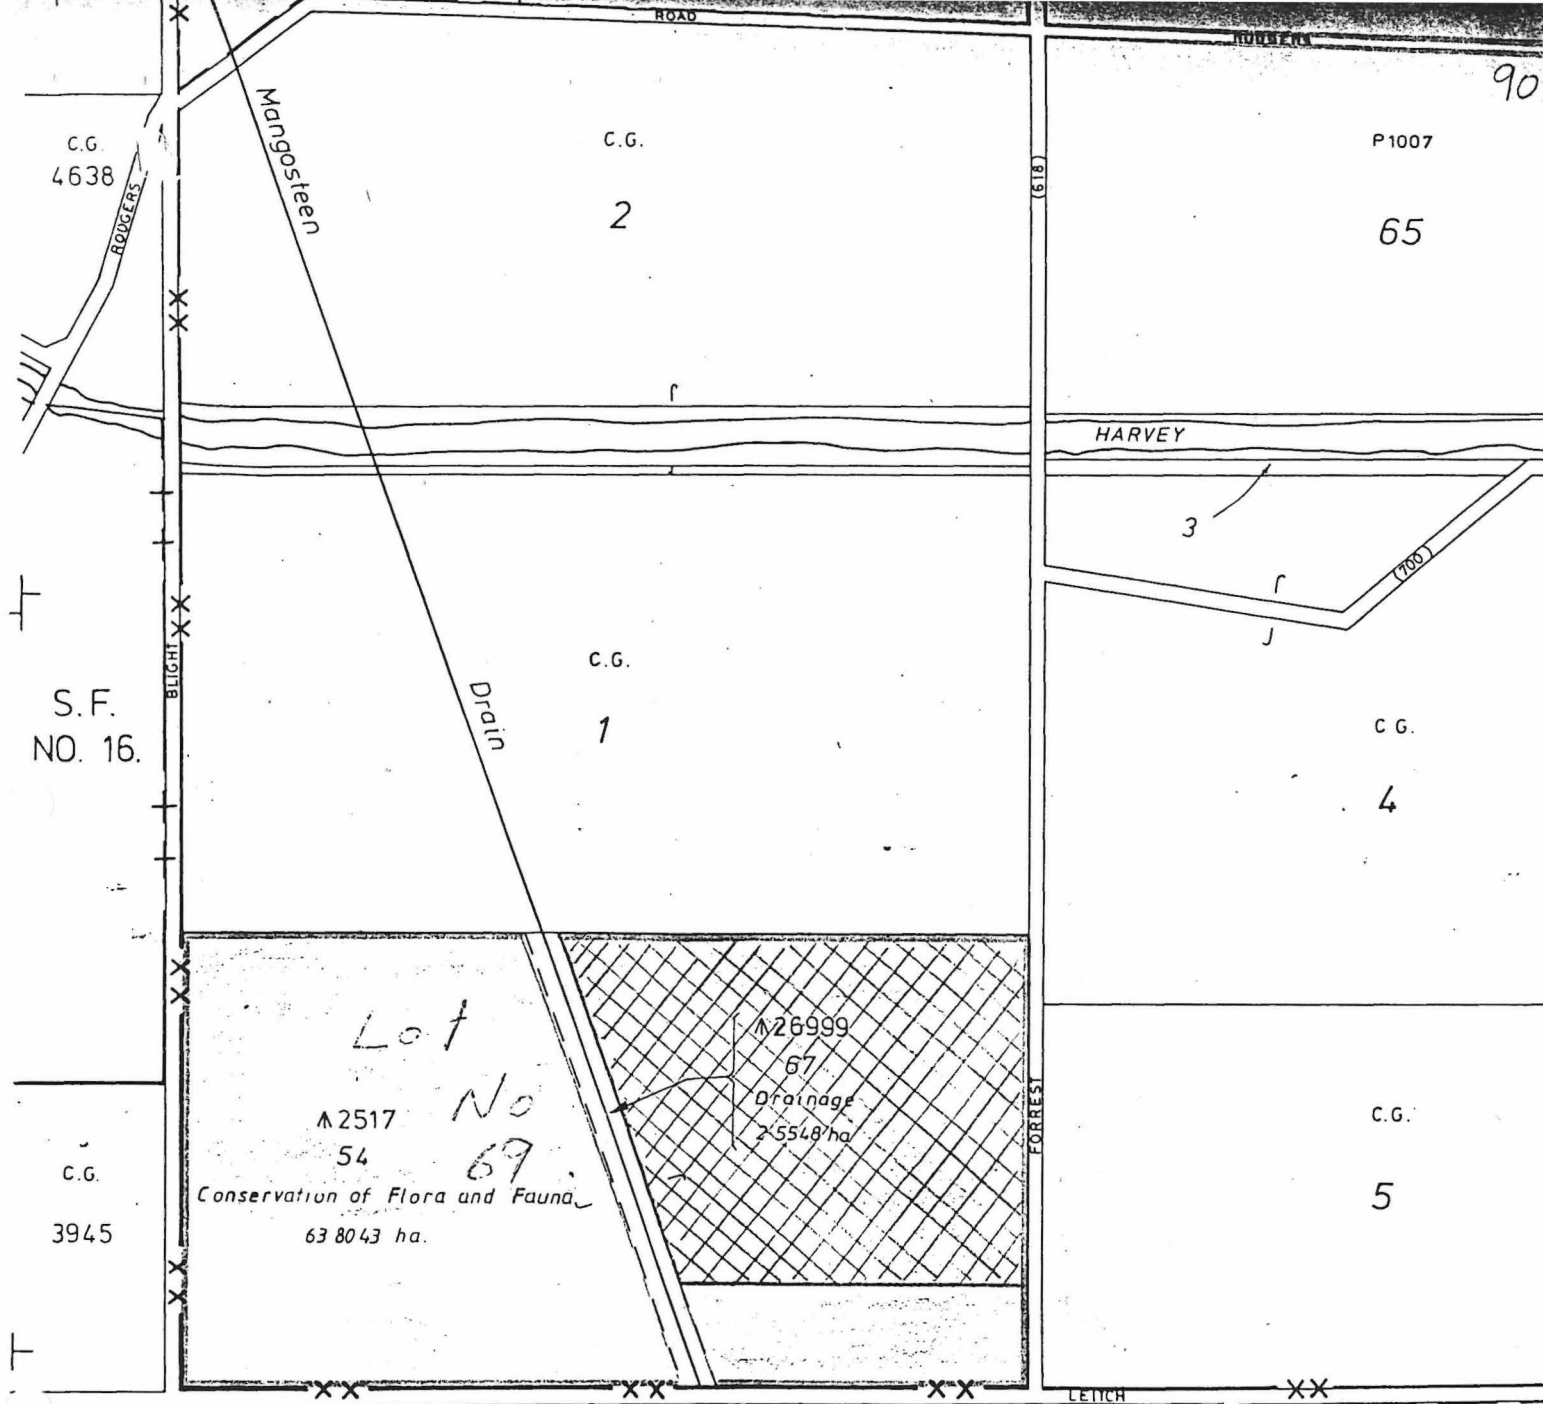 ROAD
RODGERS
90
C.G.
4638
Mangosteen
C.G.
2
(618)
P1007
65
RODGERS
HARVEY
3
(700)
BLIGHT
C.G.
1
Drain
S.F.
NO. 16.
C G.
4
Lot
No
69
2517
54
Conservation of Flora and Fauna
63 8043 ha.
26999
67
Drainage
2·5548 ha
FORREST
C.G.
3945
C.G.
5
LEITCH